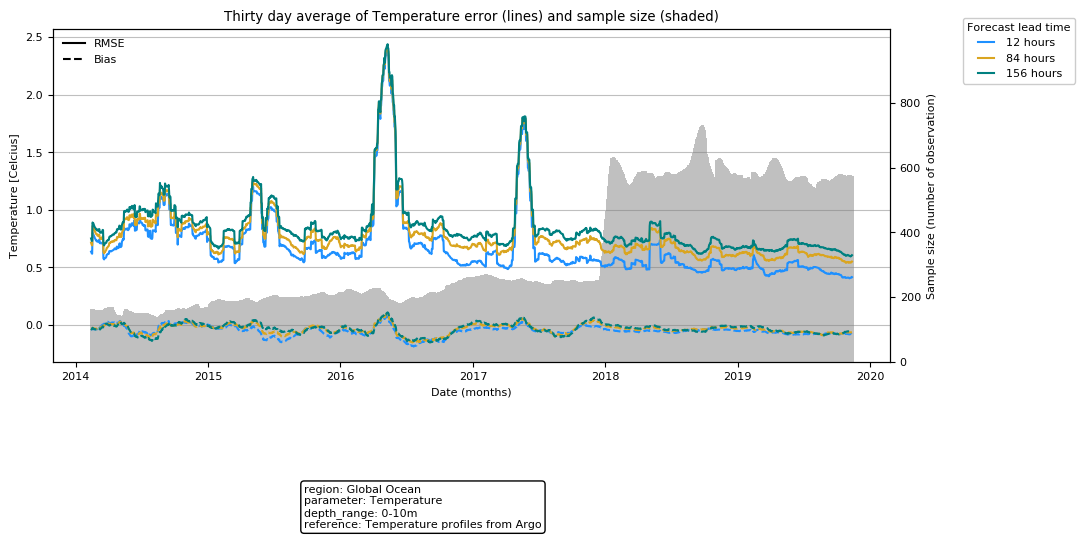 Thirty day average of Temperature error (lines) and sample size (shaded)
RMSE
Bias
Forecast lead time
12 hours
84 hours
156 hours
Temperature [Celcius]
2.5
2.0
1.5
1.0
0.5
0.0
Sample size (number of observation)
800
600
400
200
0
2014
2015
2016
2017
2018
2019
2020
Date (months)
region: Global Ocean
parameter: Temperature
depth_range: 0-10m
reference: Temperature profiles from Argo